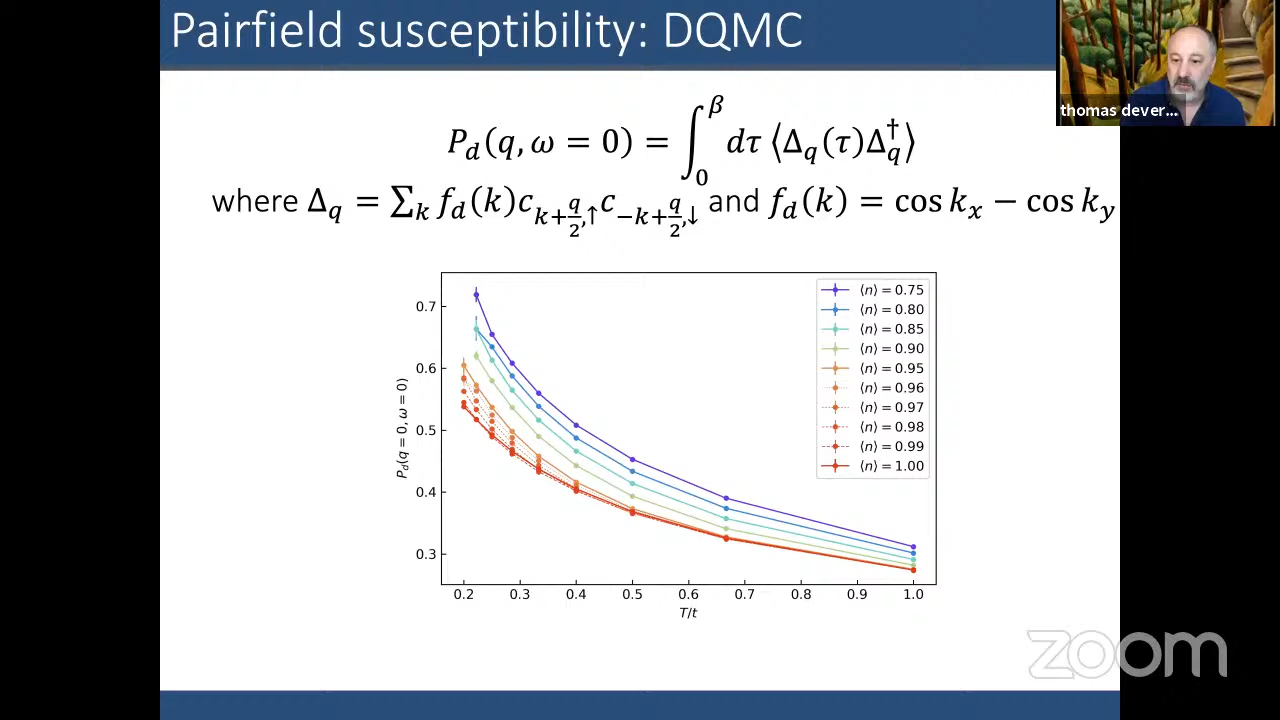 Pairfield susceptibility: DQMC
thomas dever...
P_d(q, ω = 0) = ∫_0^β dτ ⟨Δ_q(τ)Δ_q^†⟩
where Δ_q = ∑_k f_d(k)c_{k+q/2,↑}c_{−k+q/2,↓} and f_d(k) = cos k_x − cos k_y
P_d(q = 0, ω = 0)
0.7
0.6
0.5
0.4
0.3
⟨n⟩ = 0.75
⟨n⟩ = 0.80
⟨n⟩ = 0.85
⟨n⟩ = 0.90
⟨n⟩ = 0.95
⟨n⟩ = 0.96
⟨n⟩ = 0.97
⟨n⟩ = 0.98
⟨n⟩ = 0.99
⟨n⟩ = 1.00
0.2 0.3 0.4 0.5 0.6 0.7 0.8 0.9 1.0
T/t
zoom